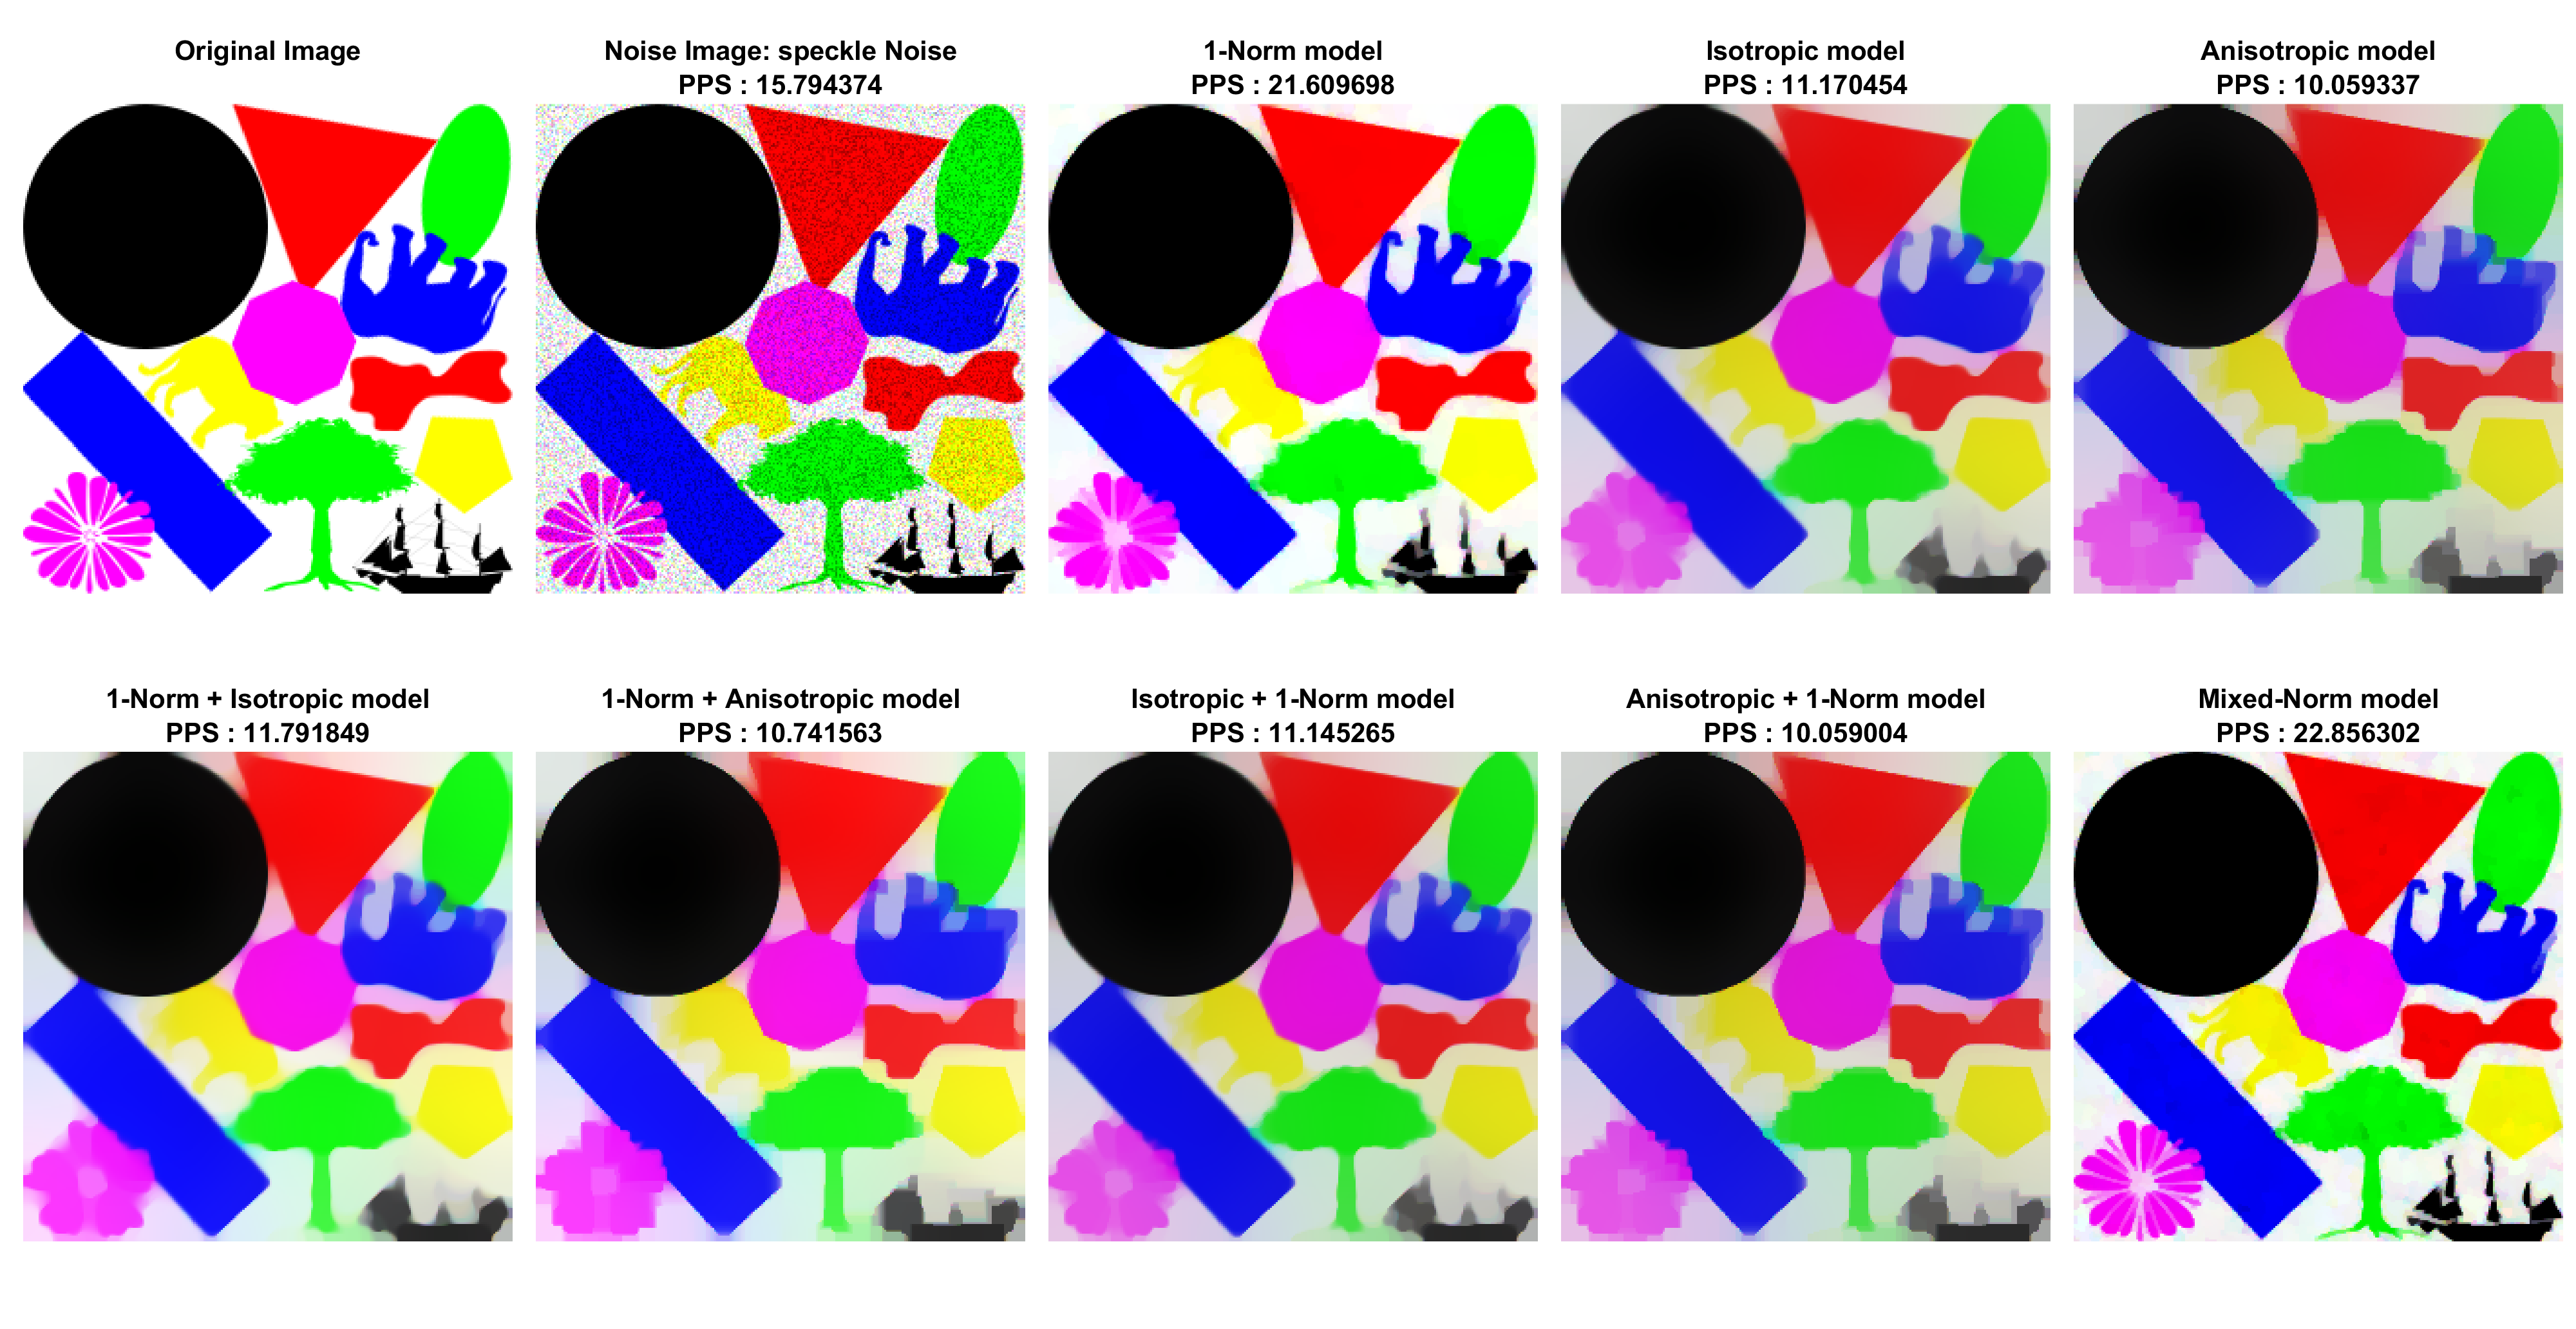 Original Image
Noise Image: speckle Noise
PPS : 15.794374
1-Norm model
PPS : 21.609698
Isotropic model
PPS : 11.170454
Anisotropic model
PPS : 10.059337
1-Norm + Isotropic model
PPS : 11.791849
1-Norm + Anisotropic model
PPS : 10.741563
Isotropic + 1-Norm model
PPS : 11.145265
Anisotropic + 1-Norm model
PPS : 10.059004
Mixed-Norm model
PPS : 22.856302